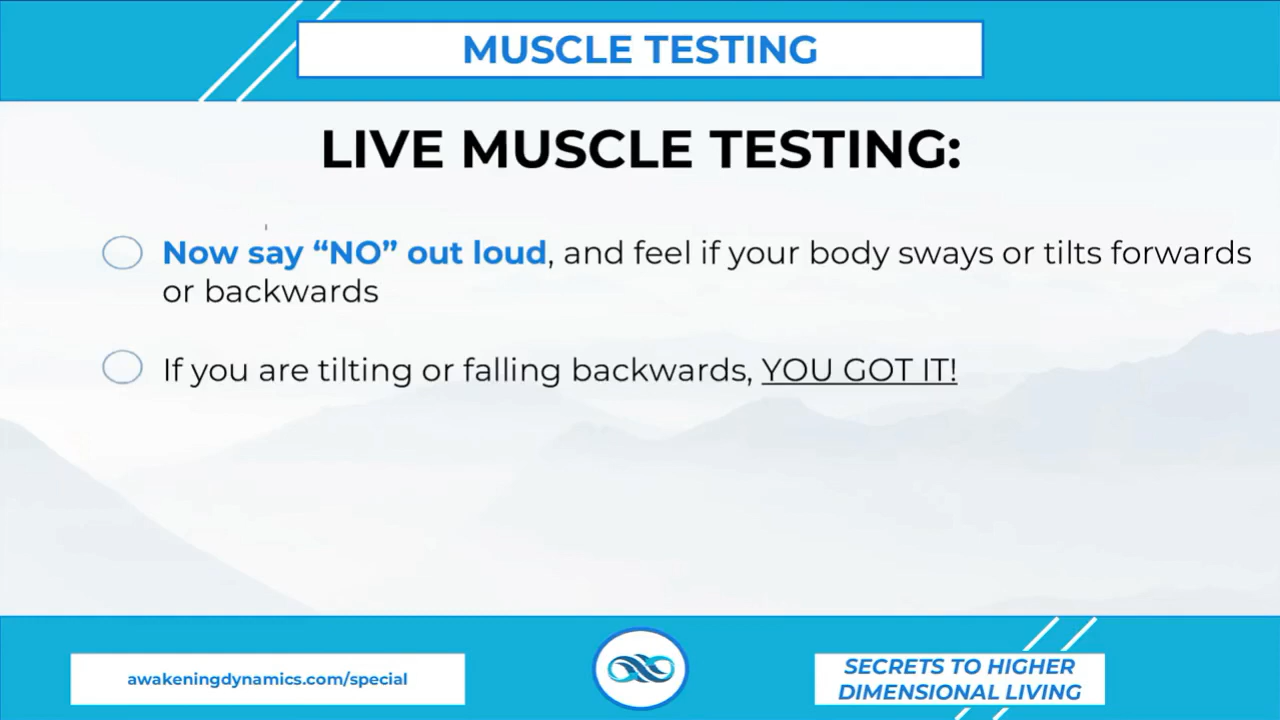 MUSCLE TESTING
LIVE MUSCLE TESTING:
Now say “NO” out loud, and feel if your body sways or tilts forwards
or backwards
If you are tilting or falling backwards, YOU GOT IT!
awakeningdynamics.com/special
SECRETS TO HIGHER
DIMENSIONAL LIVING